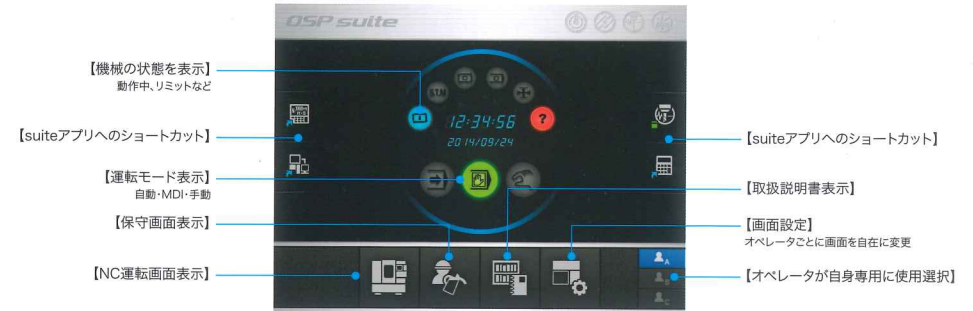 OSP suite
【機械の状態を表示】
動作中、リミットなど
STM
?
12:34:56
2014/09/24
【suiteアプリへのショートカット】
【suiteアプリへのショートカット】
【運転モード表示】
自動・MDI・手動
【取扱説明書表示】
【保守画面表示】
【画面設定】
オペレータごとに画面を自在に変更
【NC運転画面表示】
A
B
C
【オペレータが自身専用に使用選択】